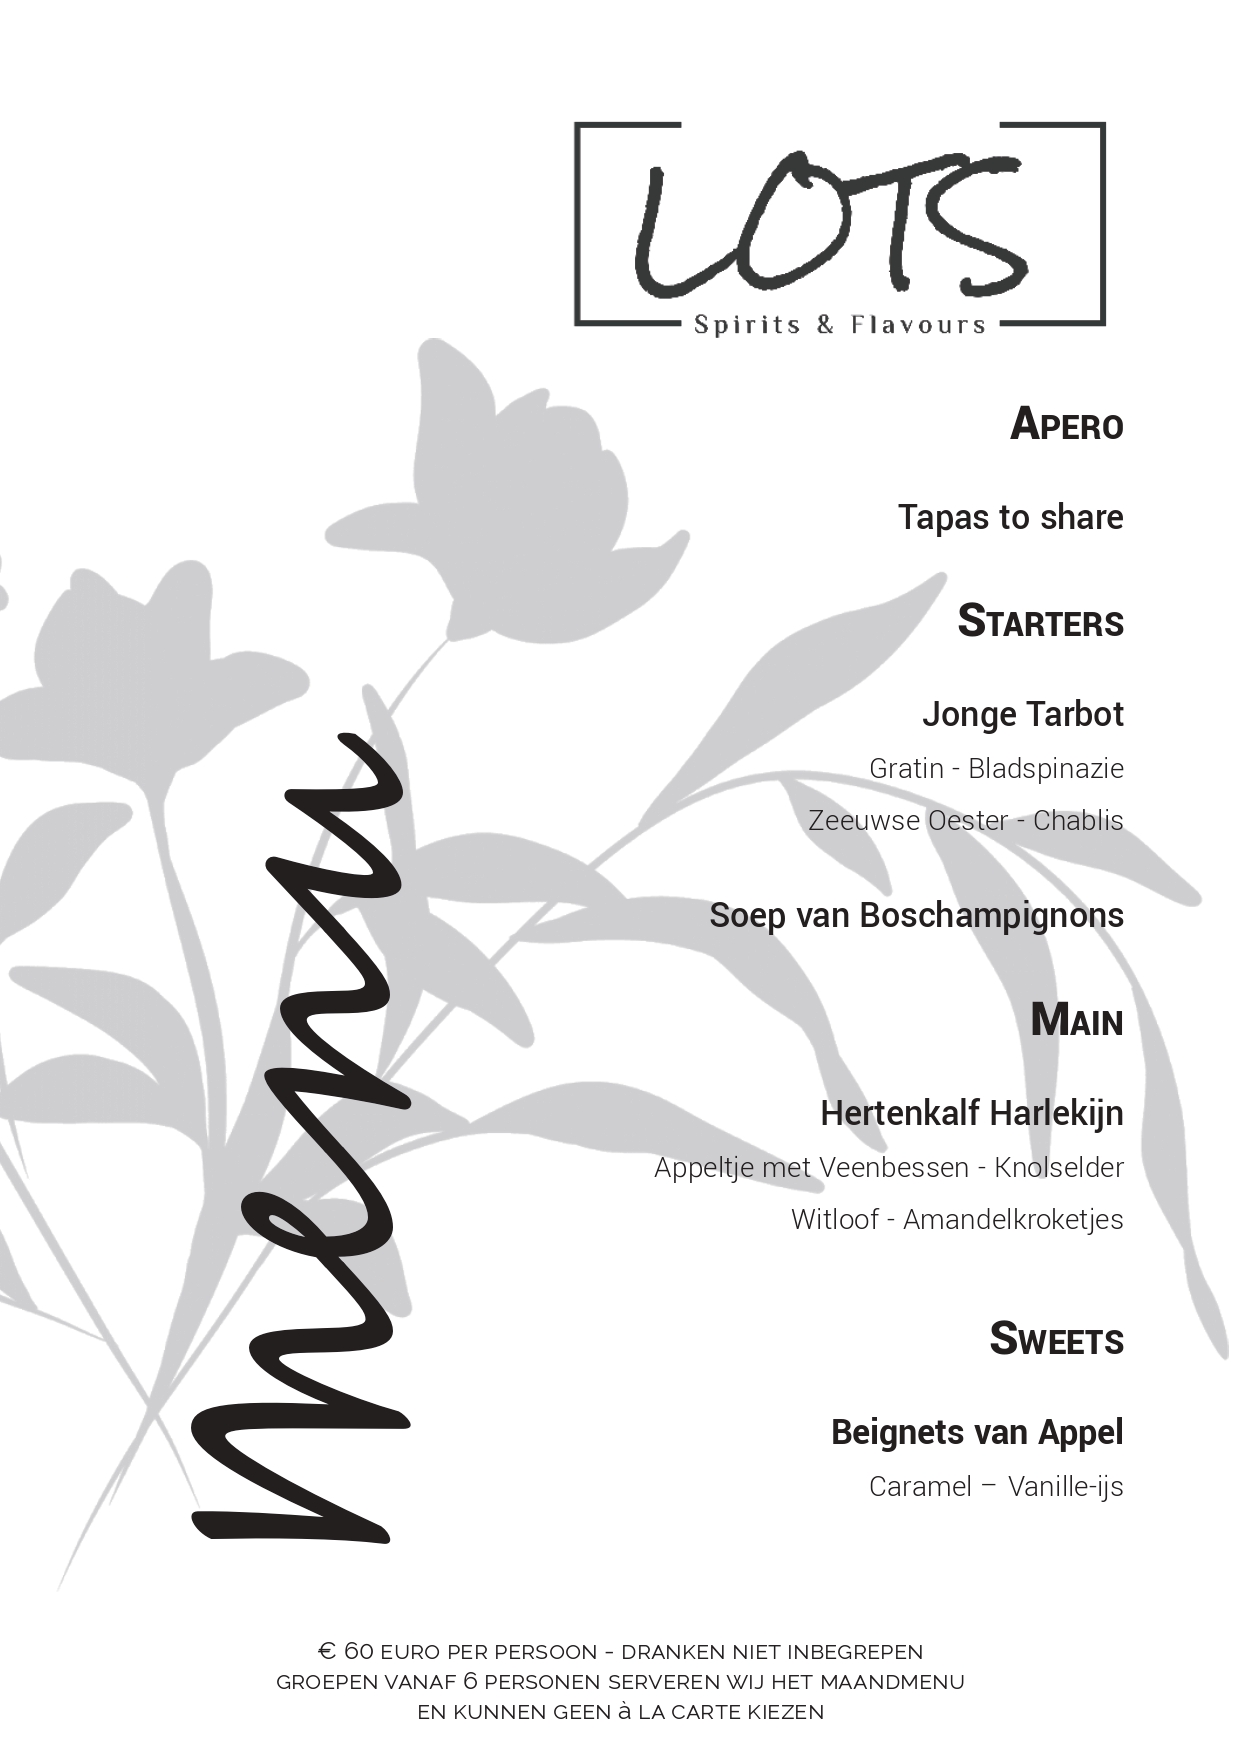 LOTS
Spirits & Flavours
Apero
Tapas to share
Starters
Jonge Tarbot
Gratin - Bladspinazie
Zeeuwse Oester - Chablis
Soep van Boschampignons
Main
Hertenkalf Harlekijn
Appeltje met Veenbessen - Knolselder
Witloof - Amandelkroketjes
Sweets
Beignets van Appel
Caramel – Vanille-ijs
menu
€ 60 EURO PER PERSOON - DRANKEN NIET INBEGREPEN
GROEPEN VANAF 6 PERSONEN SERVEREN WIJ HET MAANDMENU
EN KUNNEN GEEN à LA CARTE KIEZEN